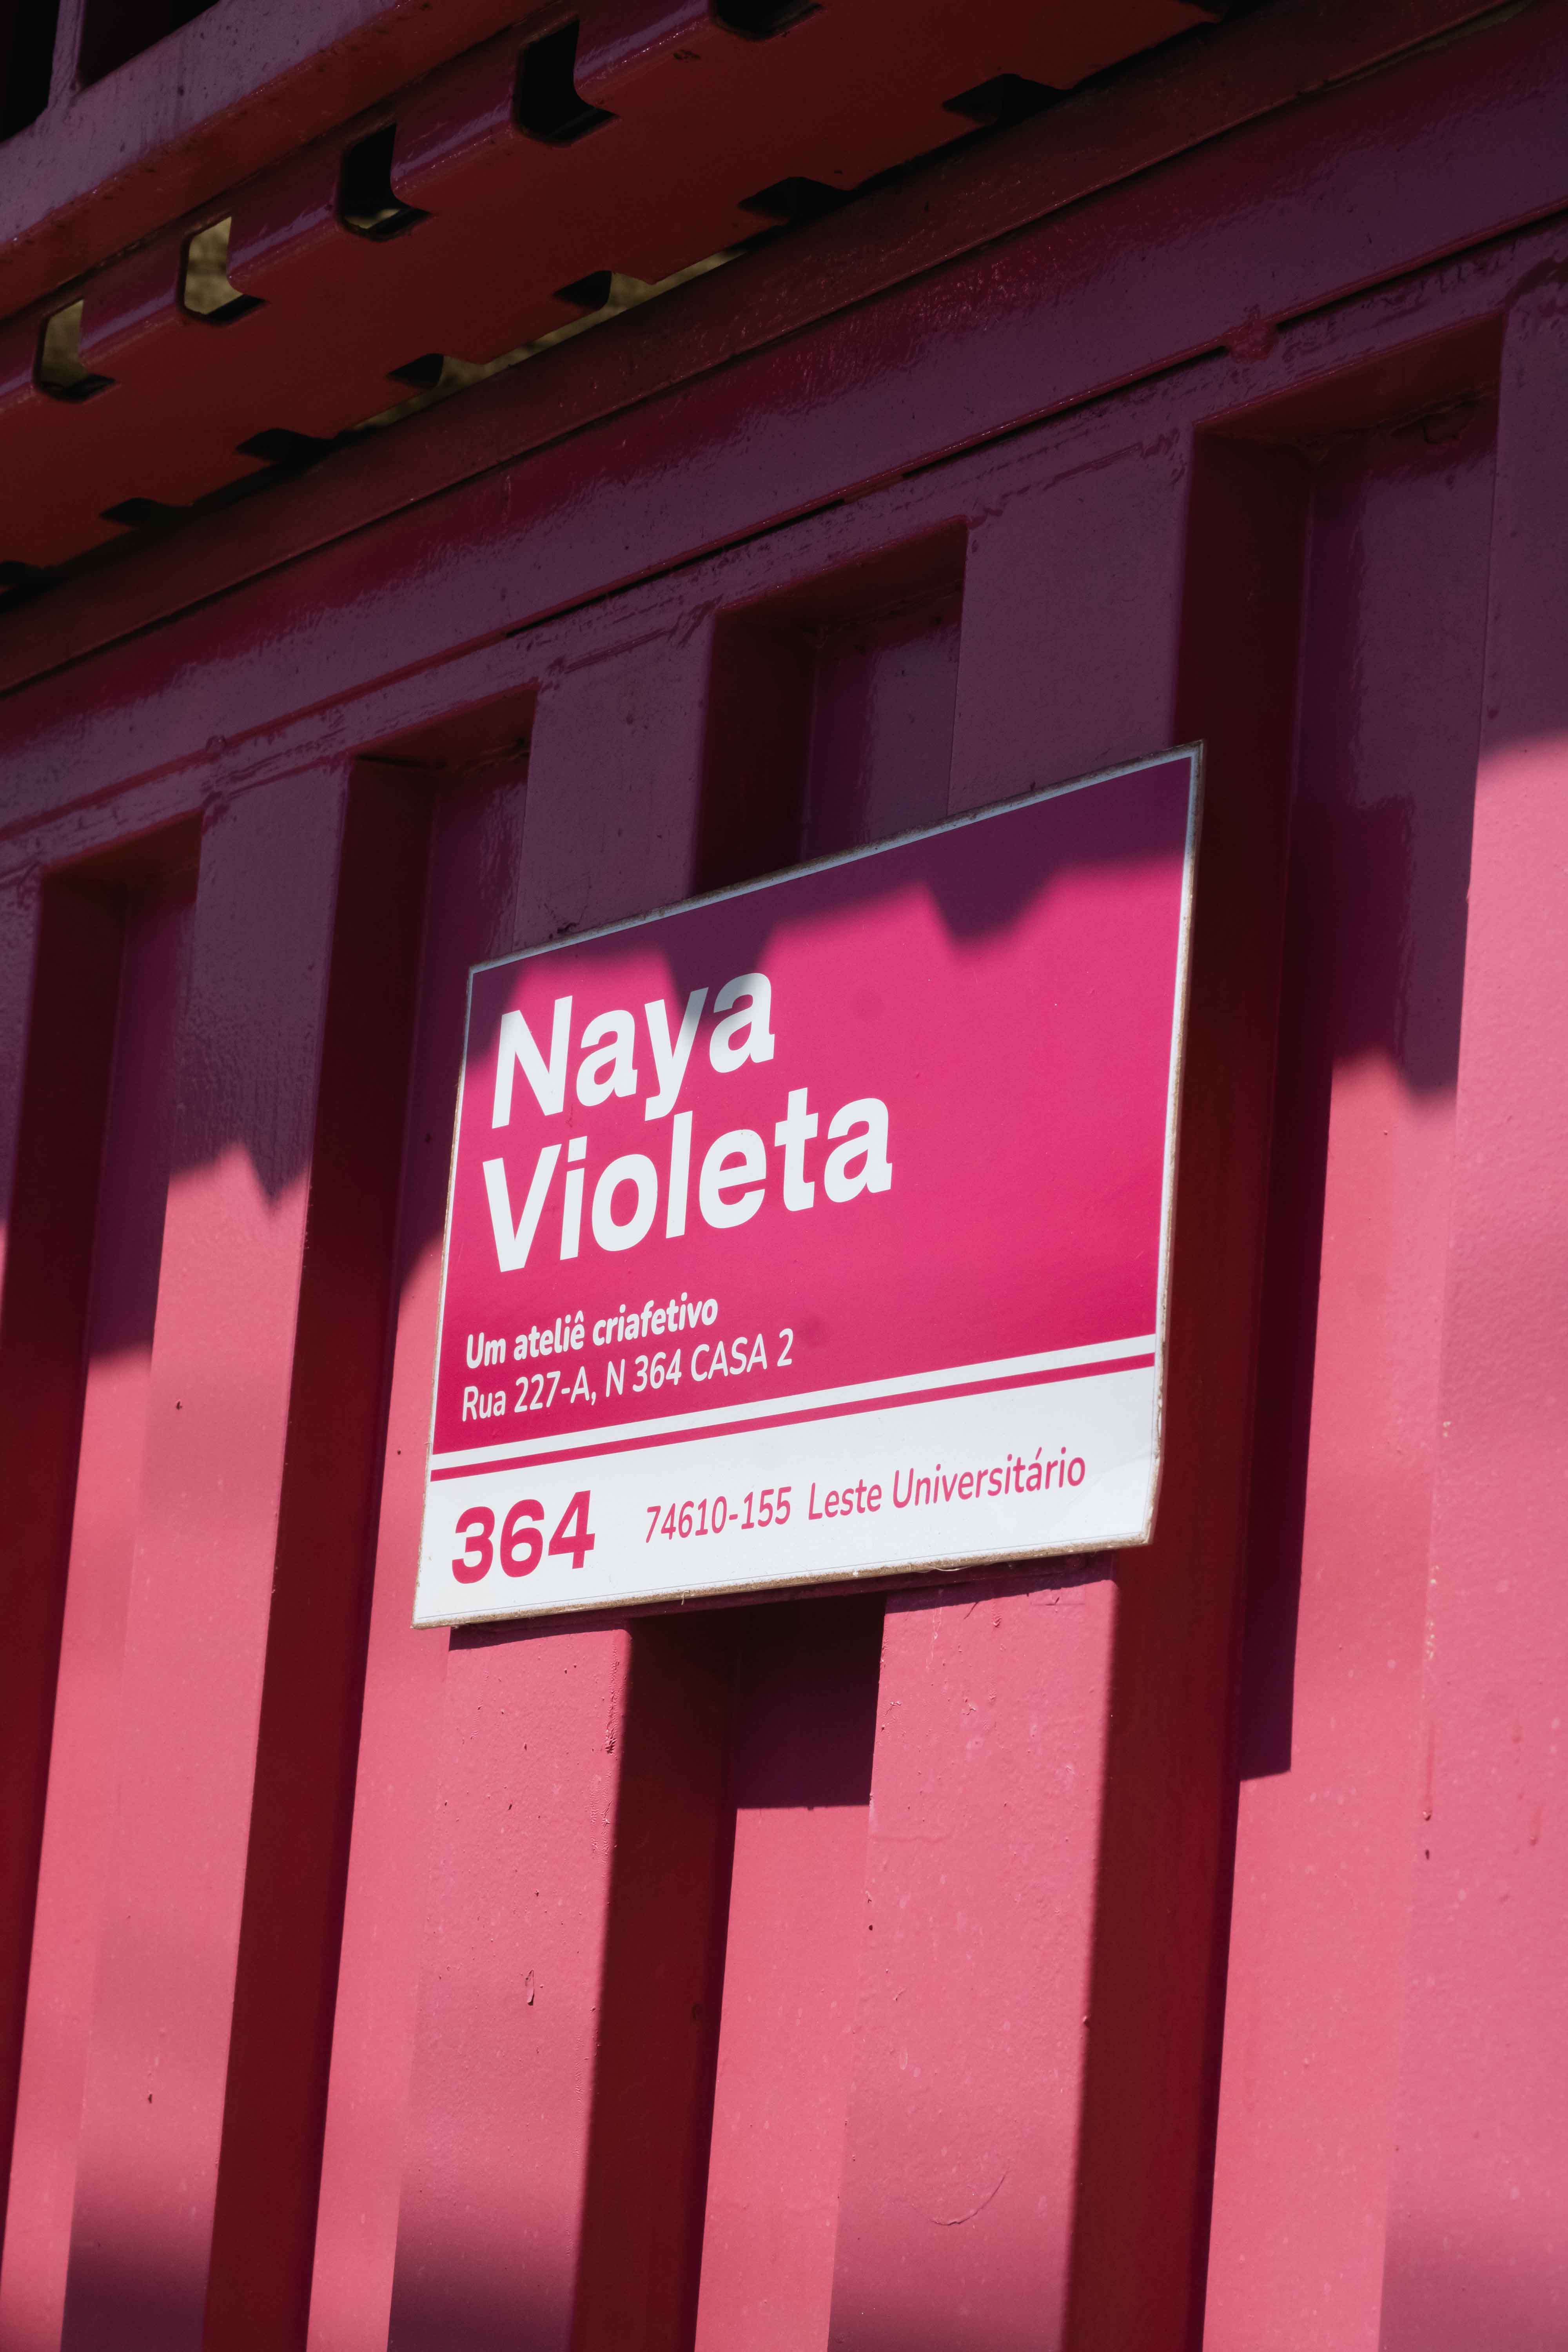 Naya
Violeta
Um ateliê criafetivo
Rua 227-A, N 364 CASA 2
364 74610-155 Leste Universitário